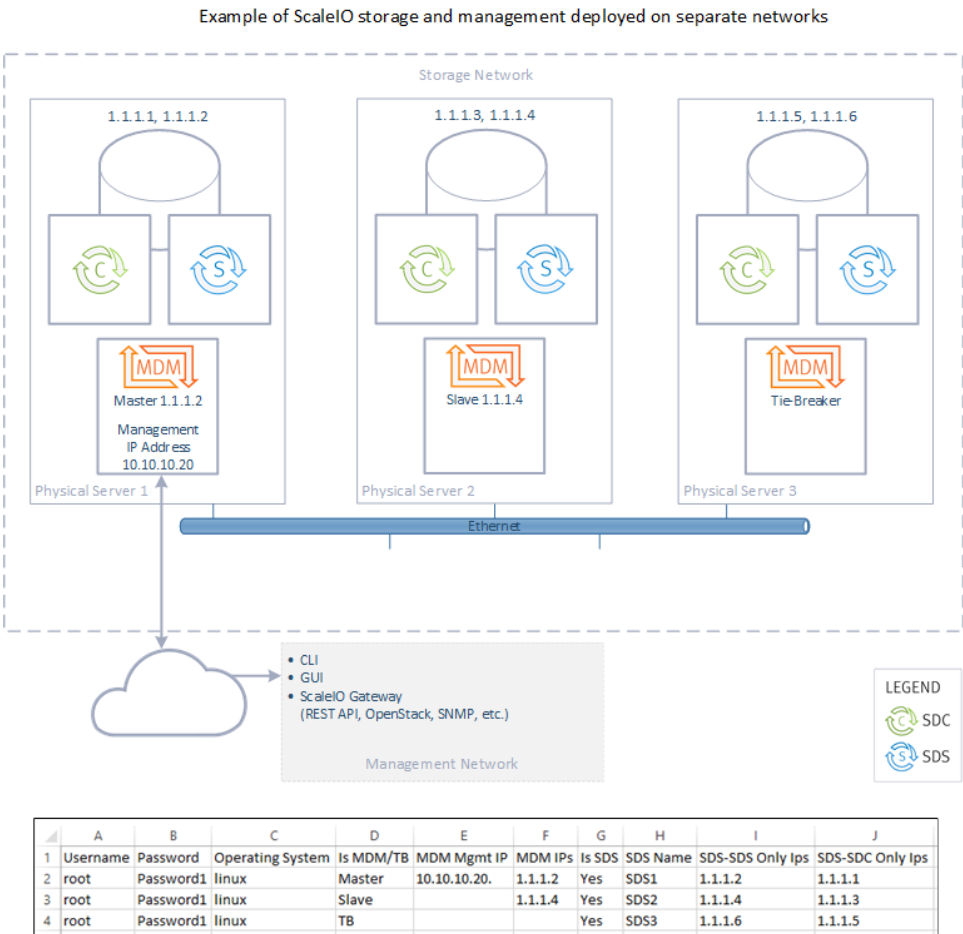 Example of ScaleIO storage and management deployed on separate networks
Storage Network
1.1.1.1, 1.1.1.2
1.1.1.3, 1.1.1.4
1.1.1.5, 1.1.1.6
C
S
C
S
C
S
MDM
Master 1.1.1.2
Management
IP Address
10.10.10.20
MDM
Slave 1.1.1.4
MDM
Tie-Breaker
Physical Server 1
Physical Server 2
Physical Server 3
Ethernet
• CLI
• GUI
• ScaleIO Gateway
(REST API, OpenStack, SNMP, etc.)
Management Network
LEGEND
C SDC
S SDS
A B C D E F G H I J
1 Username Password Operating System Is MDM/TB MDM Mgmt IP MDM IPs Is SDS SDS Name SDS-SDS Only Ips SDS-SDC Only Ips
2 root Password1 linux Master 10.10.10.20. 1.1.1.2 Yes SDS1 1.1.1.2 1.1.1.1
3 root Password1 linux Slave 1.1.1.4 Yes SDS2 1.1.1.4 1.1.1.3
4 root Password1 linux TB Yes SDS3 1.1.1.6 1.1.1.5